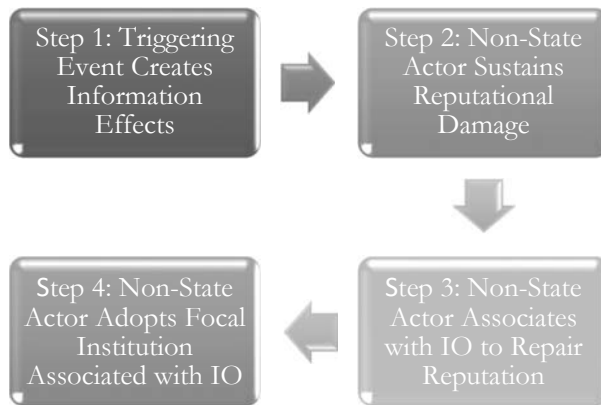 Step 1: Triggering
Event Creates
Information
Effects
Step 2: Non-State
Actor Sustains
Reputational
Damage
Step 3: Non-State
Actor Associates
with IO to Repair
Reputation
Step 4: Non-State
Actor Adopts Focal
Institution
Associated with IO